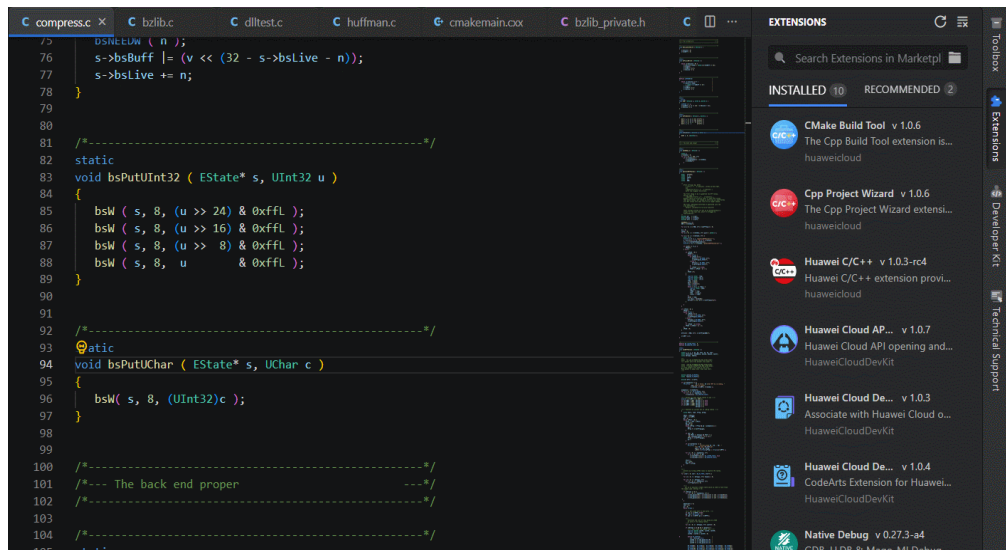 compress.c
bzlib.c
dlltest.c
huffman.c
cmakemain.cxx
bzlib_private.h
75 bsNEEDW ( n );
76 s->bsBuff |= (v << (32 - s->bsLive - n));
77 s->bsLive += n;
78 }
79
80
81 /*---------------------------------------------------*/
82 static
83 void bsPutUInt32 ( EState* s, UInt32 u )
84 {
85 bsW ( s, 8, (u >> 24) & 0xffL );
86 bsW ( s, 8, (u >> 16) & 0xffL );
87 bsW ( s, 8, (u >>  8) & 0xffL );
88 bsW ( s, 8,  u        & 0xffL );
89 }
90
91
92 /*---------------------------------------------------*/
93 atic
94 void bsPutUChar ( EState* s, UChar c )
95 {
96 bsW( s, 8, (UInt32)c );
97 }
98
99
100 /*---------------------------------------------------*/
101 /*--- The back end proper                         ---*/
102 /*---------------------------------------------------*/
103
104 /*---------------------------------------------------*/
EXTENSIONS
Search Extensions in Marketpl
INSTALLED 10 RECOMMENDED 2
CMake Build Tool v 1.0.6
The Cpp Build Tool extension is...
huaweicloud
Cpp Project Wizard v 1.0.6
The Cpp Project Wizard extensi...
huaweicloud
Huawei C/C++ v 1.0.3-rc4
Huawei C/C++ extension provi...
huaweicloud
Huawei Cloud AP... v 1.0.7
Huawei Cloud API opening and...
HuaweiCloudDevKit
Huawei Cloud De... v 1.0.3
Associate with Huawei Cloud o...
HuaweiCloudDevKit
Huawei Cloud De... v 1.0.4
CodeArts Extension for Huawei...
HuaweiCloudDevKit
Native Debug v 0.27.3-a4
Toolbox
Extensions
Developer Kit
Technical Support